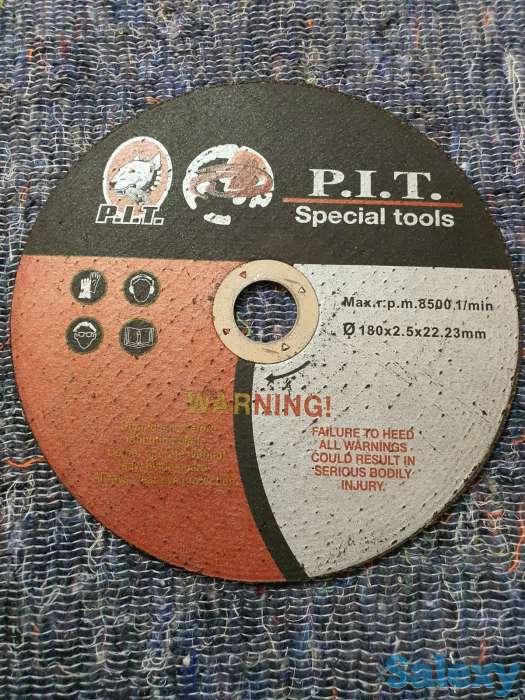 P.I.T.
P.I.T.
Special tools
Max.r.p.m.8500 1/min
Ø 180x2.5x22.23mm
WARNING!
FAILURE TO HEED
ALL WARNINGS
COULD RESULT IN
SERIOUS BODILY
INJURY.
Salexy